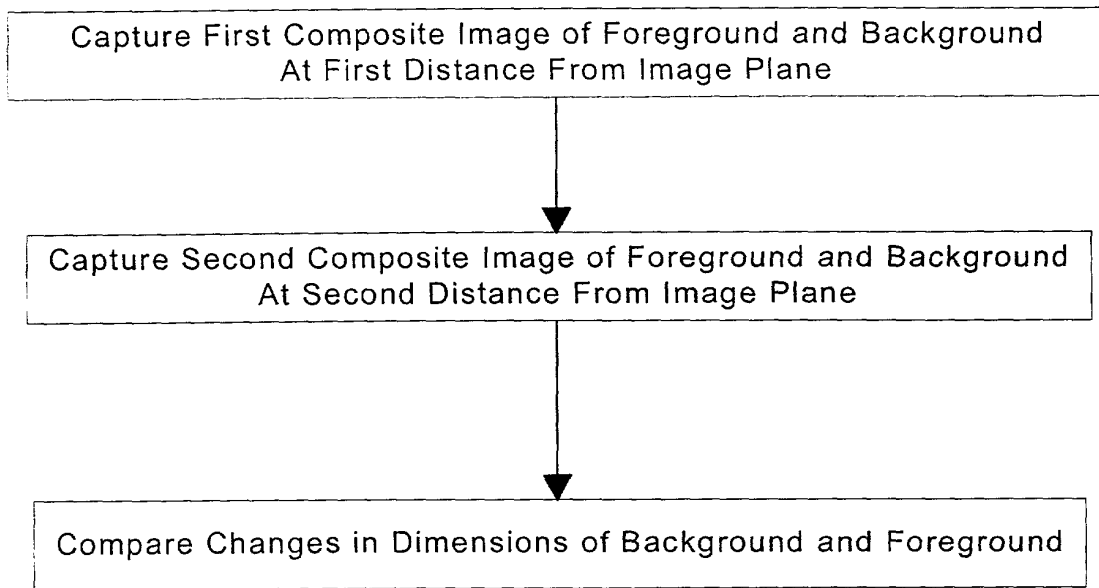 Capture First Composite Image of Foreground and Background
At First Distance From Image Plane
Capture Second Composite Image of Foreground and Background
At Second Distance From Image Plane
Compare Changes in Dimensions of Background and Foreground